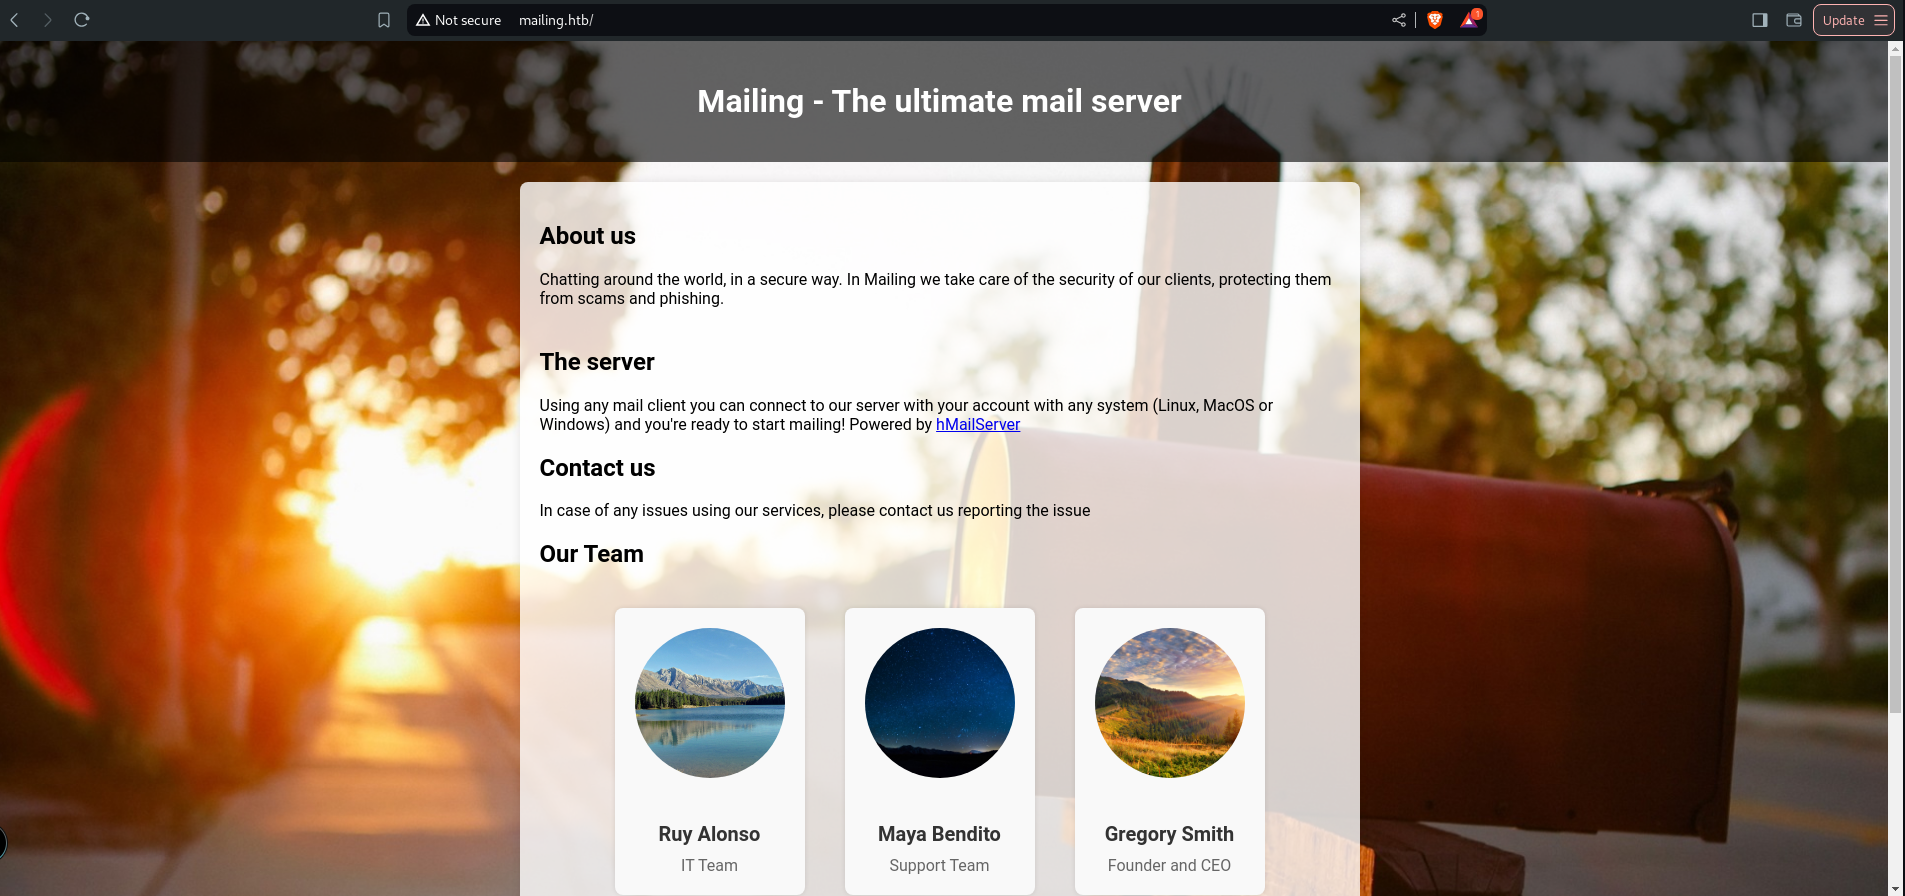 Not secure mailing.htb/
1
Update
Mailing - The ultimate mail server
About us
Chatting around the world, in a secure way. In Mailing we take care of the security of our clients, protecting them
from scams and phishing.
The server
Using any mail client you can connect to our server with your account with any system (Linux, MacOS or
Windows) and you're ready to start mailing! Powered by hMailServer
Contact us
In case of any issues using our services, please contact us reporting the issue
Our Team
Ruy Alonso Maya Bendito Gregory Smith
IT Team Support Team Founder and CEO